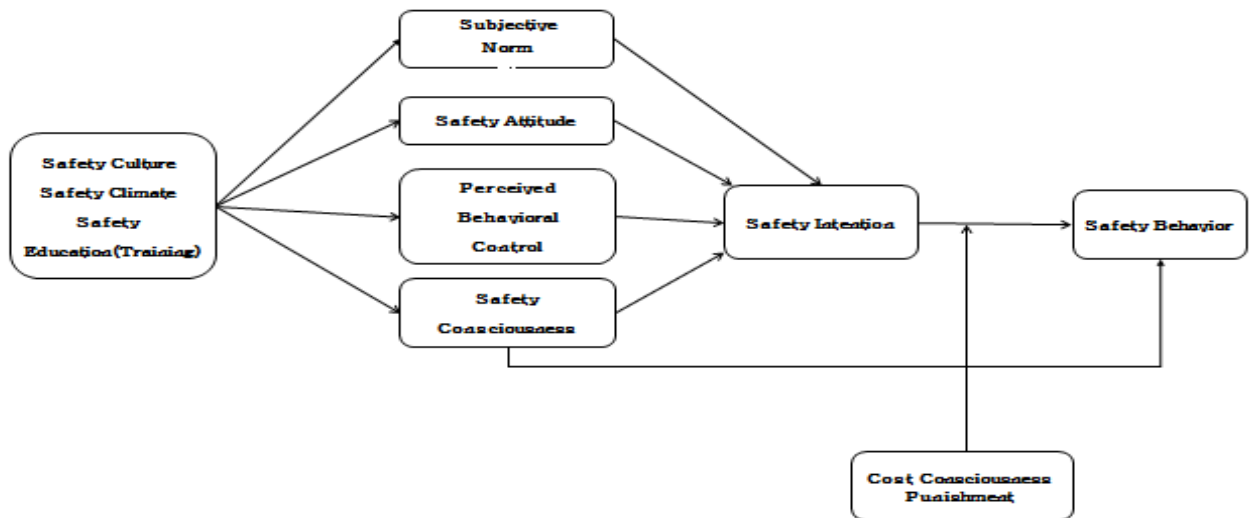 Subjective
Norm
Safety Attitude
Safety Culture
Safety Climate
Safety
Education(Training)
Perceived
Behavioral
Control
Safety Intention
Safety Behavior
Safety
Consciousness
Cost Consciousness
Punishment